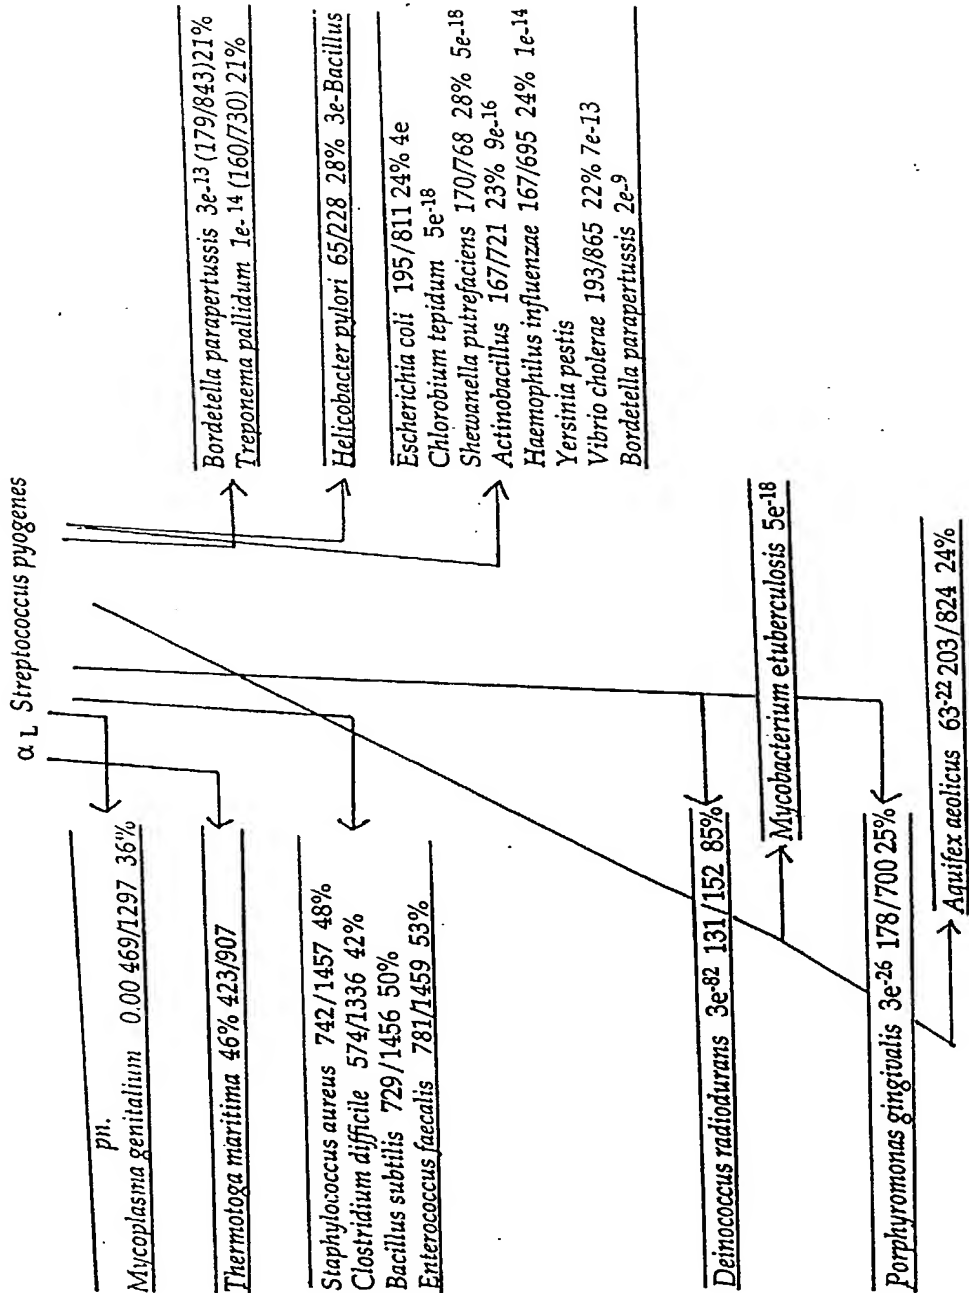 α L Streptococcus pyogenes
pn.
Mycoplasma genitalium 0.00 469/1297 36%
Thermotoga maritima 46% 423/907
Staphylococcus aureus 742/1457 48%
Clostridium difficile 574/1336 42%
Bacillus subtilis 729/1456 50%
Enterococcus faecalis 781/1459 53%
Deinococcus radiodurans 3e-82 131/152 85%
Porphyromonas gingivalis 3e-26 178/700 25%
Bordetella parapertussis 3e-13 (179/843)21%
Treponema pallidum 1e-14 (160/730) 21%
Helicobacter pylori 65/228 28% 3e-Bacillus
Escherichia coli 195/811 24% 4e
Chlorobium tepidum 5e-18
Shewanella putrefaciens 170/768 28% 5e-18
Actinobacillus 167/721 23% 9e-16
Haemophilus influenzae 167/695 24% 1e-14
Yersinia pestis
Vibrio cholerae 193/865 22% 7e-13
Bordetella parapertussis 2e-9
Mycobacterium etuberculosis 5e-18
Aquifex aeolicus 63-22 203/824 24%